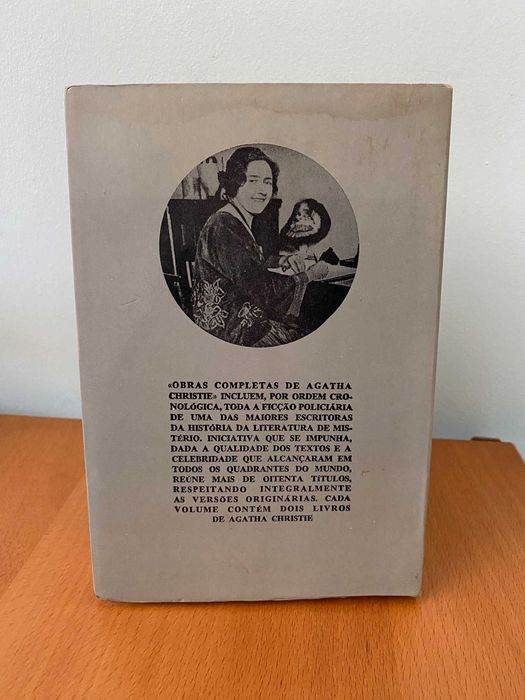 «OBRAS COMPLETAS DE AGATHA
CHRISTIE» INCLUEM, POR ORDEM CRO-
NOLÓGICA, TODA A FICÇÃO POLICIÁRIA
DE UMA DAS MAIORES ESCRITORAS
DA HISTÓRIA DA LITERATURA DE MIS-
TÉRIO. INICIATIVA QUE SE IMPUNHA,
DADA A QUALIDADE DOS TEXTOS E A
CELEBRIDADE QUE ALCANÇARAM EM
TODOS OS QUADRANTES DO MUNDO,
REÚNE MAIS DE OITENTA TÍTULOS,
RESPEITANDO INTEGRALMENTE
AS VERSÕES ORIGINÁRIAS. CADA
VOLUME CONTÉM DOIS LIVROS
DE AGATHA CHRISTIE